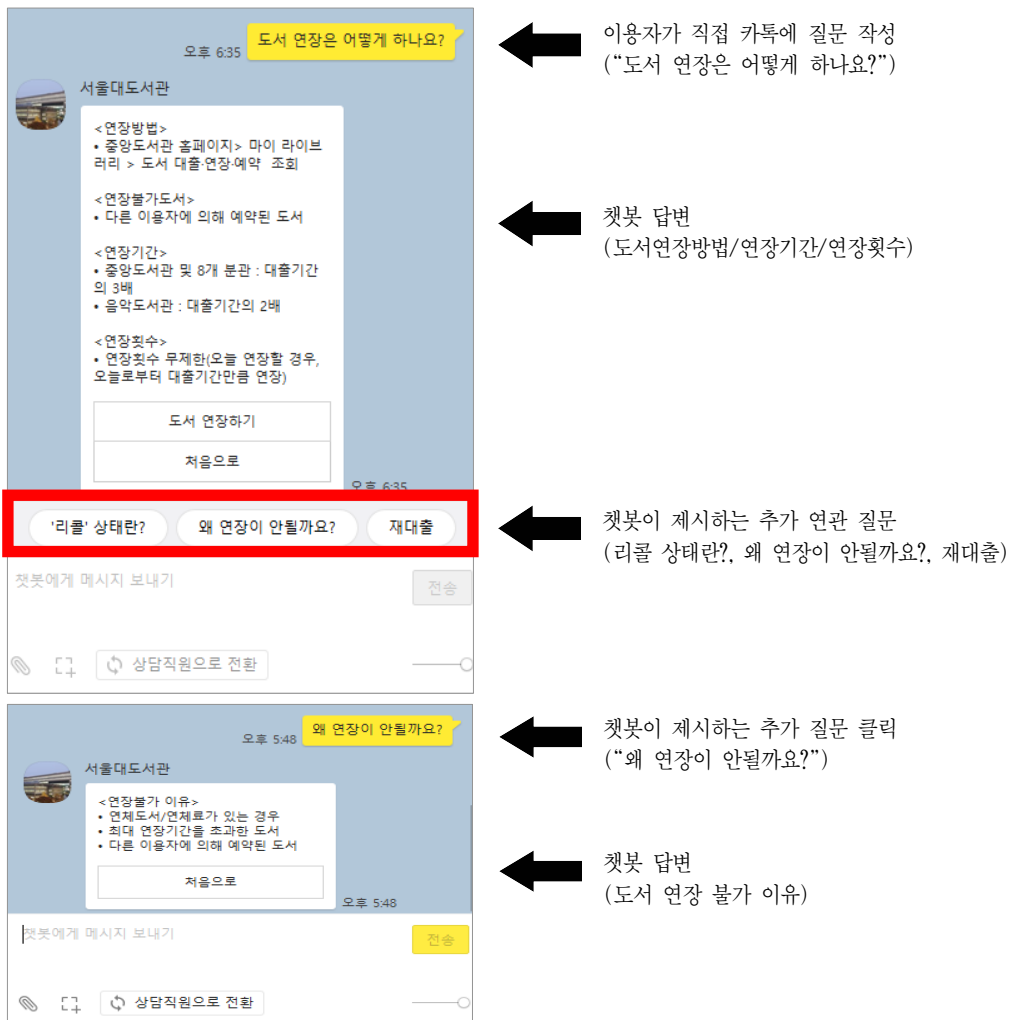 도서 연장은 어떻게 하나요?
오후 6:35
이용자가 직접 카톡에 질문 작성
(“도서 연장은 어떻게 하나요?”)
서울대도서관
<연장방법>
• 중앙도서관 홈페이지> 마이 라이브
러리 > 도서 대출·연장·예약 조회
<연장불가도서>
• 다른 이용자에 의해 예약된 도서
<연장기간>
• 중앙도서관 및 8개 분관 : 대출기간
의 3배
• 음악도서관 : 대출기간의 2배
<연장횟수>
• 연장횟수 무제한(오늘 연장할 경우,
오늘로부터 대출기간만큼 연장)
도서 연장하기
처음으로
오후 6:35
챗봇 답변
(도서연장방법/연장기간/연장횟수)
'리콜' 상태란?
왜 연장이 안될까요?
재대출
챗봇이 제시하는 추가 연관 질문
(리콜 상태란?, 왜 연장이 안될까요?, 재대출)
챗봇에게 메시지 보내기
전송
상담직원으로 전환
왜 연장이 안될까요?
오후 5:48
챗봇이 제시하는 추가 질문 클릭
(“왜 연장이 안될까요?”)
서울대도서관
<연장불가 이유>
• 연체도서/연체료가 있는 경우
• 최대 연장기간을 초과한 도서
• 다른 이용자에 의해 예약된 도서
처음으로
오후 5:48
챗봇 답변
(도서 연장 불가 이유)
챗봇에게 메시지 보내기
전송
상담직원으로 전환